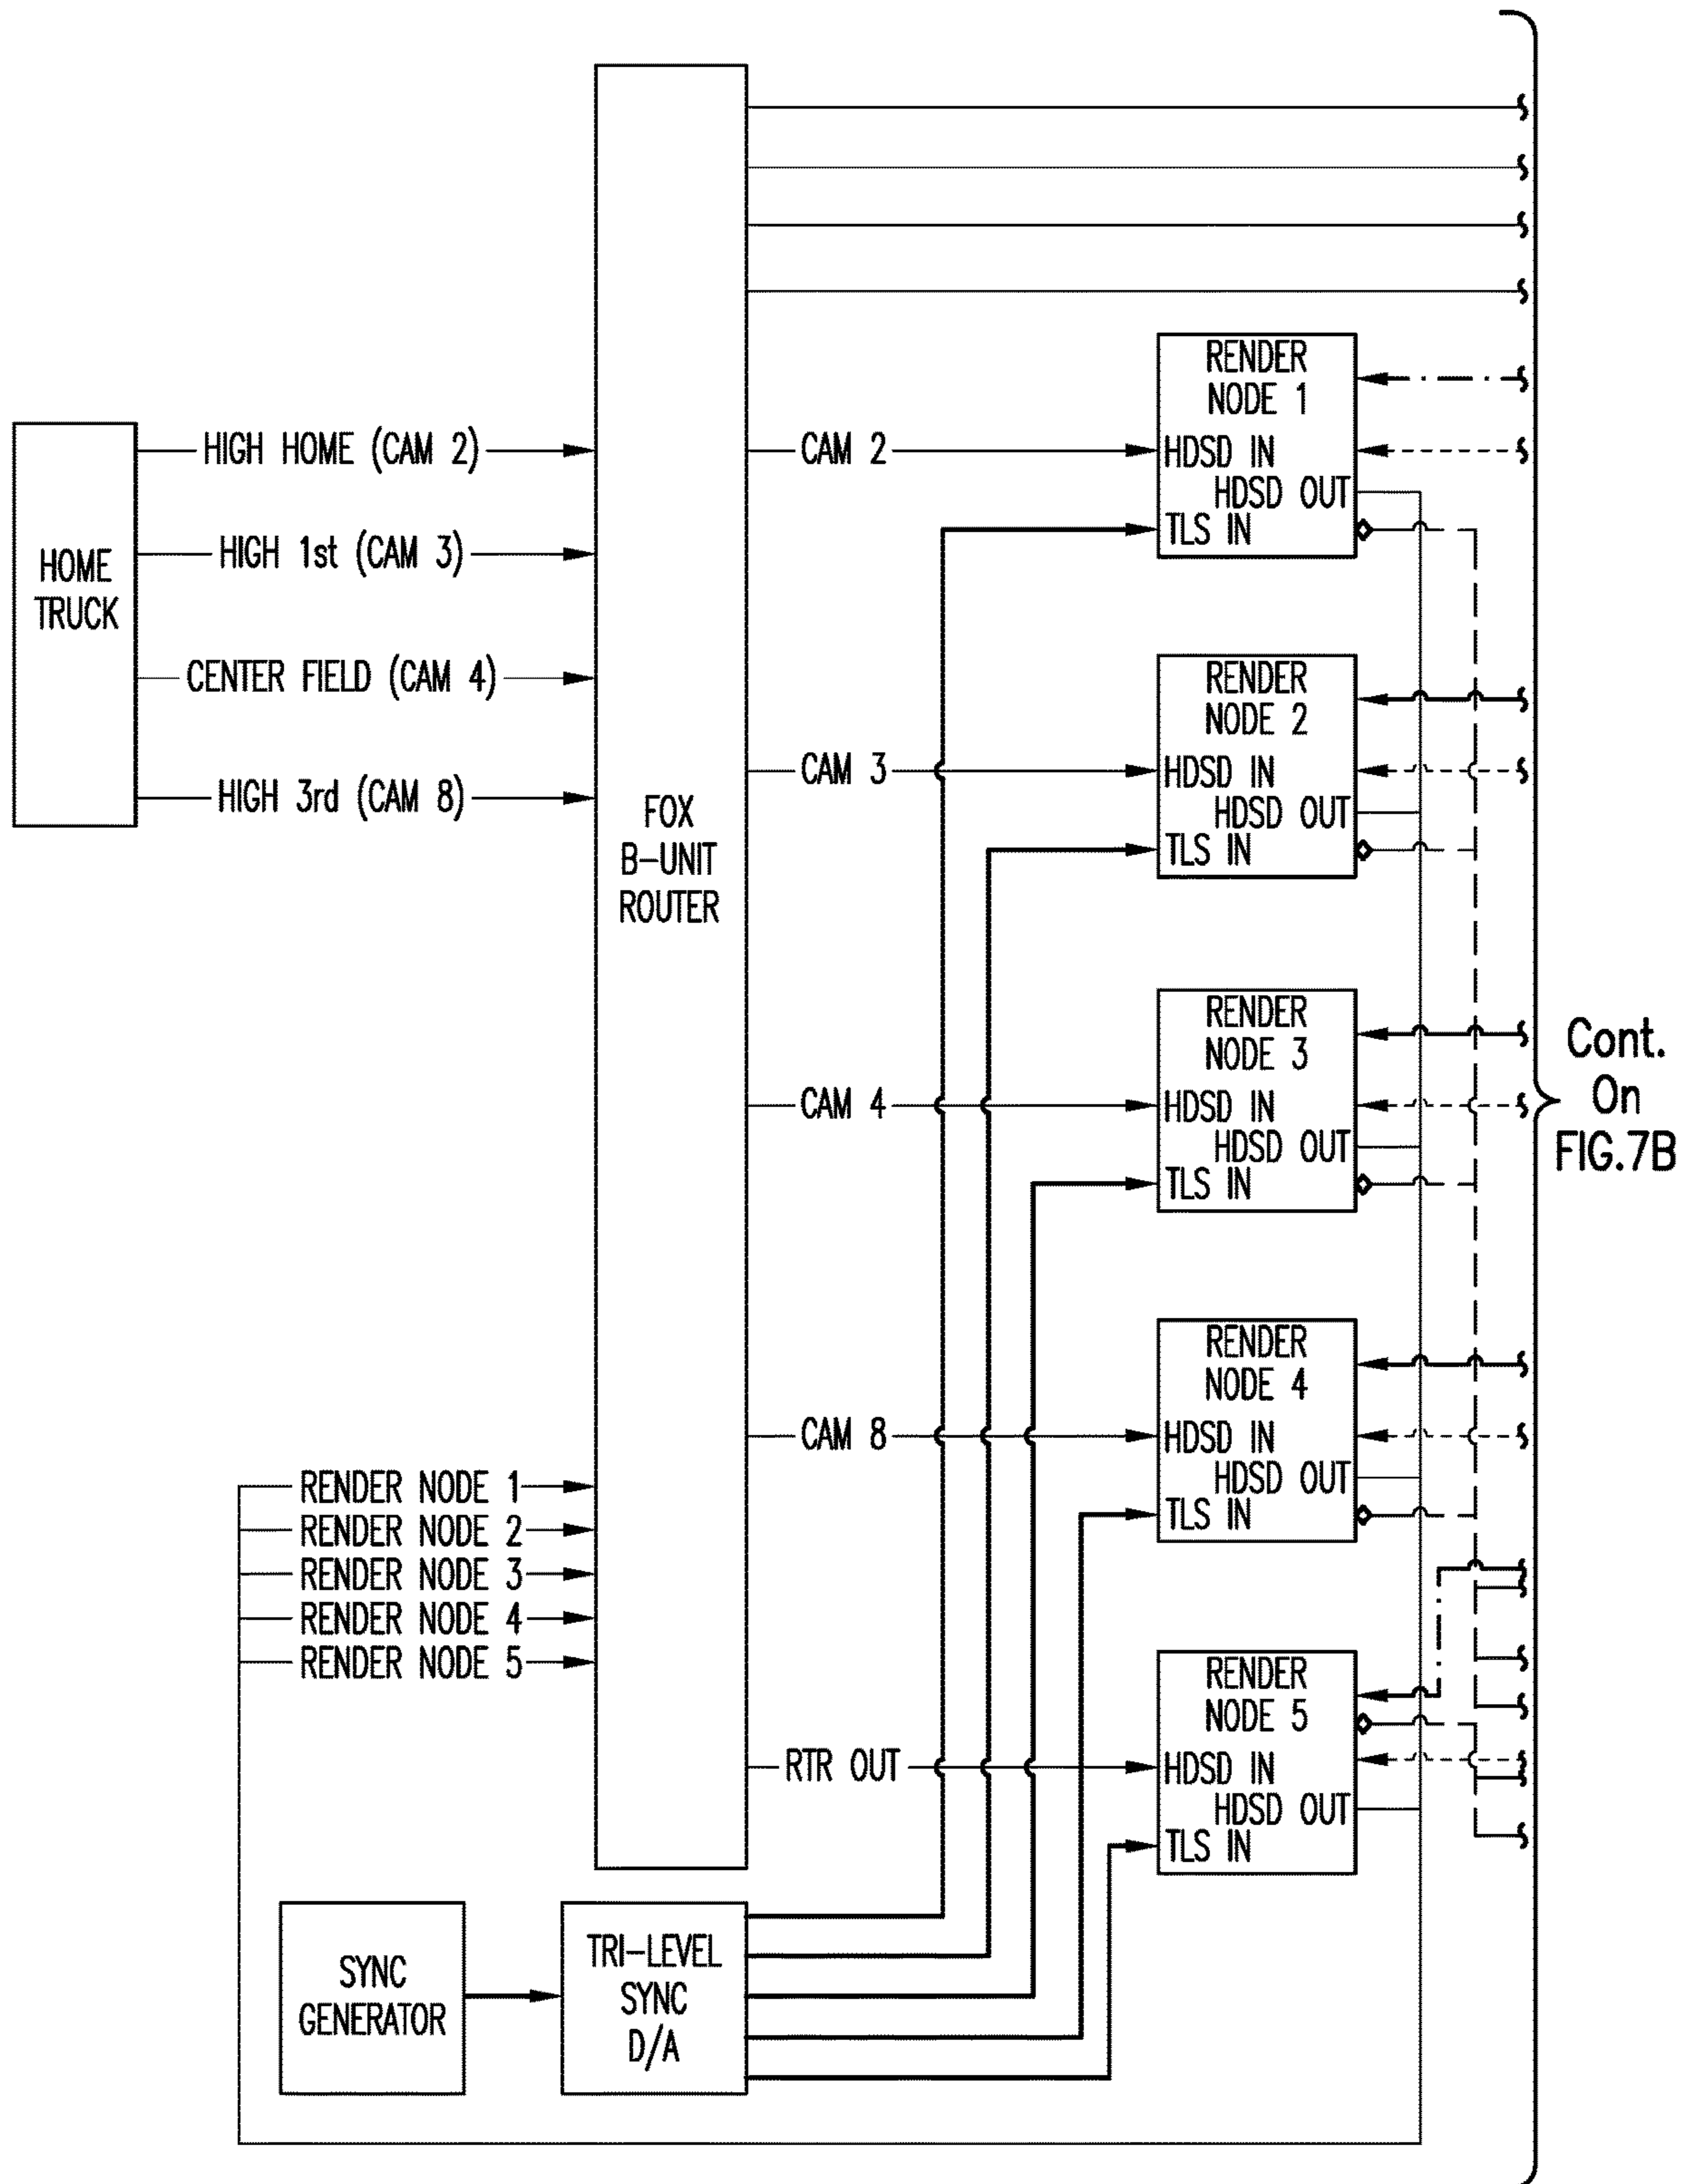 HOME
TRUCK
HIGH HOME (CAM 2)
HIGH 1st (CAM 3)
CENTER FIELD (CAM 4)
HIGH 3rd (CAM 8)
FOX
B-UNIT
ROUTER
RENDER NODE 1
RENDER NODE 2
RENDER NODE 3
RENDER NODE 4
RENDER NODE 5
CAM 2
CAM 3
CAM 4
CAM 8
RTR OUT
RENDER
NODE 1
HDSD IN
HDSD OUT
TLS IN
RENDER
NODE 2
HDSD IN
HDSD OUT
TLS IN
RENDER
NODE 3
HDSD IN
HDSD OUT
TLS IN
RENDER
NODE 4
HDSD IN
HDSD OUT
TLS IN
RENDER
NODE 5
HDSD IN
HDSD OUT
TLS IN
SYNC
GENERATOR
TRI-LEVEL
SYNC
D/A
Cont.
On
FIG.7B